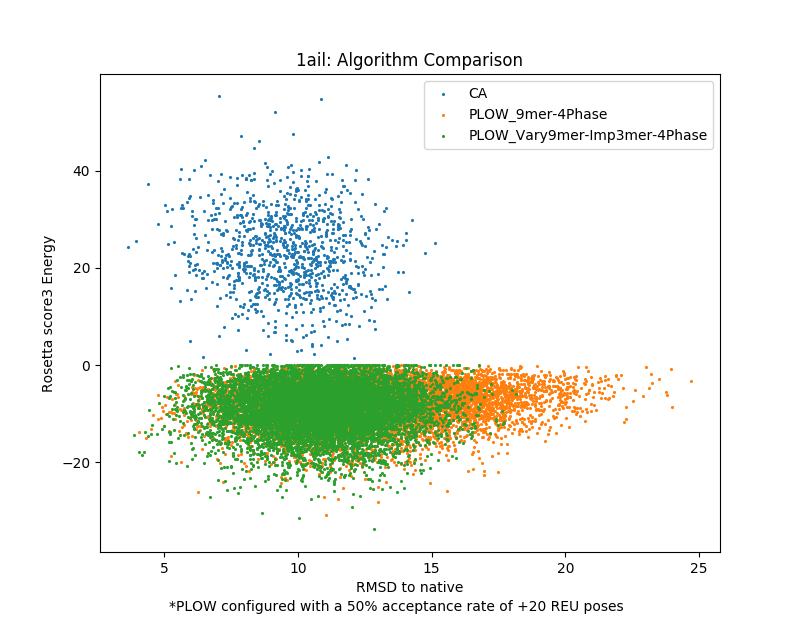 1ail: Algorithm Comparison
CA
PLOW_9mer-4Phase
PLOW_Vary9mer-Imp3mer-4Phase
Rosetta score3 Energy
40
20
0
−20
5
10
15
20
25
RMSD to native
*PLOW configured with a 50% acceptance rate of +20 REU poses